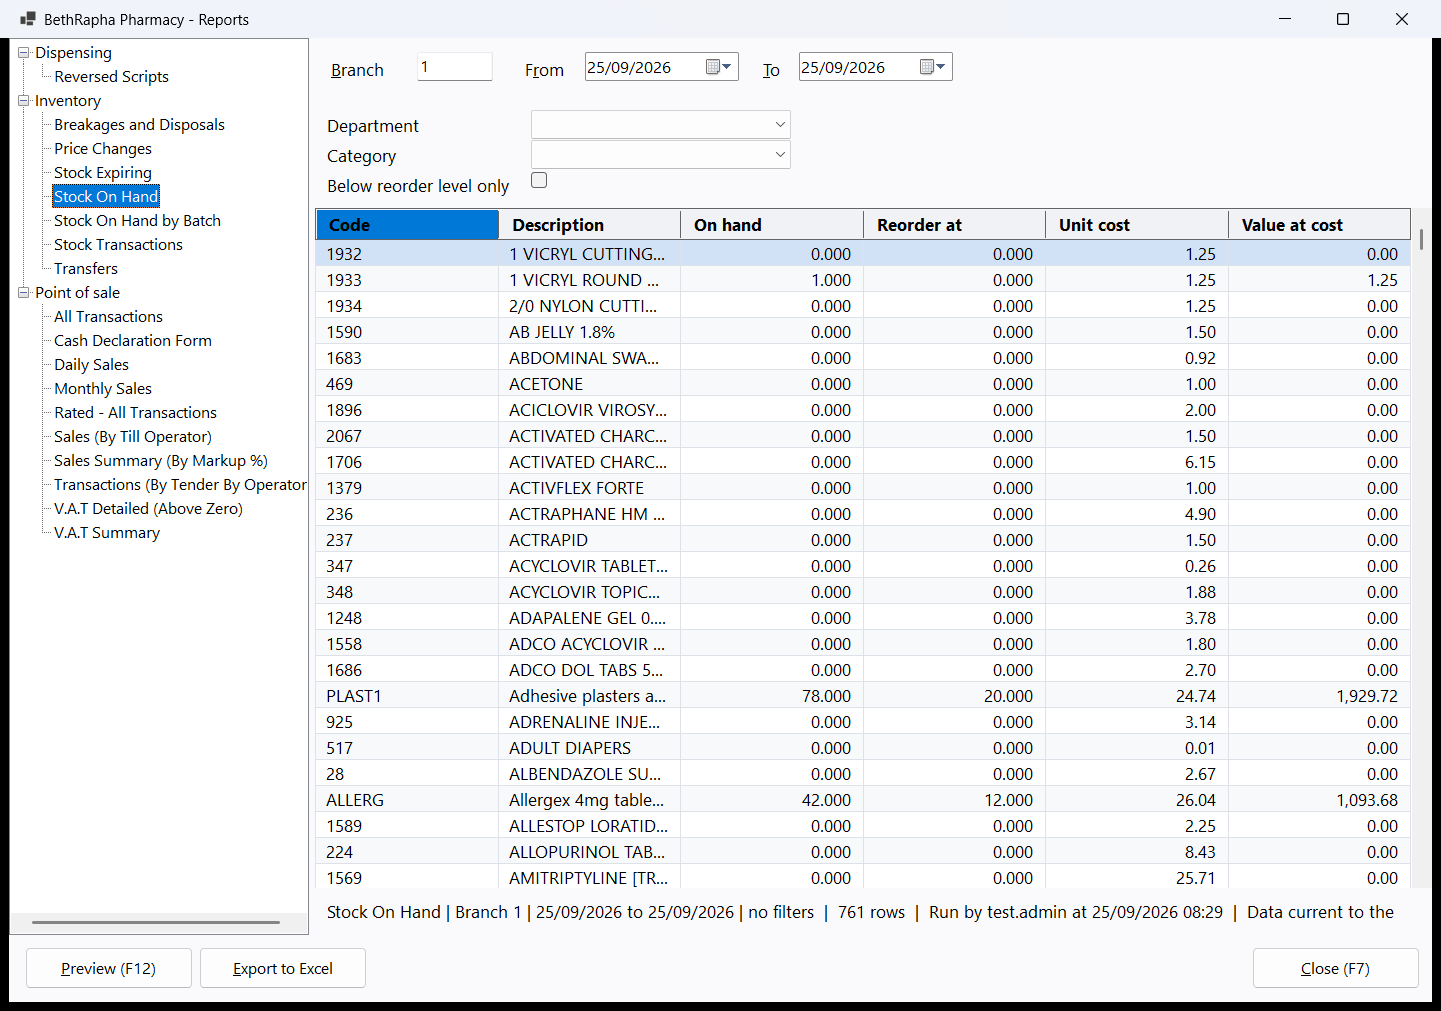 BethRapha Pharmacy - Reports
Dispensing
Reversed Scripts
Inventory
Breakages and Disposals
Price Changes
Stock Expiring
Stock On Hand
Stock On Hand by Batch
Stock Transactions
Transfers
Point of sale
All Transactions
Cash Declaration Form
Daily Sales
Monthly Sales
Rated - All Transactions
Sales (By Till Operator)
Sales Summary (By Markup %)
Transactions (By Tender By Operator
V.A.T Detailed (Above Zero)
V.A.T Summary
Branch 1 From 25/09/2026 To 25/09/2026
Department
Category
Below reorder level only
Code Description On hand Reorder at Unit cost Value at cost
1932 1 VICRYL CUTTING... 0.000 0.000 1.25 0.00
1933 1 VICRYL ROUND ... 1.000 0.000 1.25 1.25
1934 2/0 NYLON CUTTI... 0.000 0.000 1.25 0.00
1590 AB JELLY 1.8% 0.000 0.000 1.50 0.00
1683 ABDOMINAL SWA... 0.000 0.000 0.92 0.00
469 ACETONE 0.000 0.000 1.00 0.00
1896 ACICLOVIR VIROSY... 0.000 0.000 2.00 0.00
2067 ACTIVATED CHARC... 0.000 0.000 1.50 0.00
1706 ACTIVATED CHARC... 0.000 0.000 6.15 0.00
1379 ACTIVFLEX FORTE 0.000 0.000 1.00 0.00
236 ACTRAPHANE HM ... 0.000 0.000 4.90 0.00
237 ACTRAPID 0.000 0.000 1.50 0.00
347 ACYCLOVIR TABLET... 0.000 0.000 0.26 0.00
348 ACYCLOVIR TOPIC... 0.000 0.000 1.88 0.00
1248 ADAPALENE GEL 0.... 0.000 0.000 3.78 0.00
1558 ADCO ACYCLOVIR ... 0.000 0.000 1.80 0.00
1686 ADCO DOL TABS 5... 0.000 0.000 2.70 0.00
PLAST1 Adhesive plasters a... 78.000 20.000 24.74 1,929.72
925 ADRENALINE INJE... 0.000 0.000 3.14 0.00
517 ADULT DIAPERS 0.000 0.000 0.01 0.00
28 ALBENDAZOLE SU... 0.000 0.000 2.67 0.00
ALLERG Allergex 4mg table... 42.000 12.000 26.04 1,093.68
1589 ALLESTOP LORATID... 0.000 0.000 2.25 0.00
224 ALLOPURINOL TAB... 0.000 0.000 8.43 0.00
1569 AMITRIPTYLINE [TR... 0.000 0.000 25.71 0.00
Stock On Hand | Branch 1 | 25/09/2026 to 25/09/2026 | no filters | 761 rows | Run by test.admin at 25/09/2026 08:29 | Data current to the
Preview (F12) Export to Excel Close (F7)